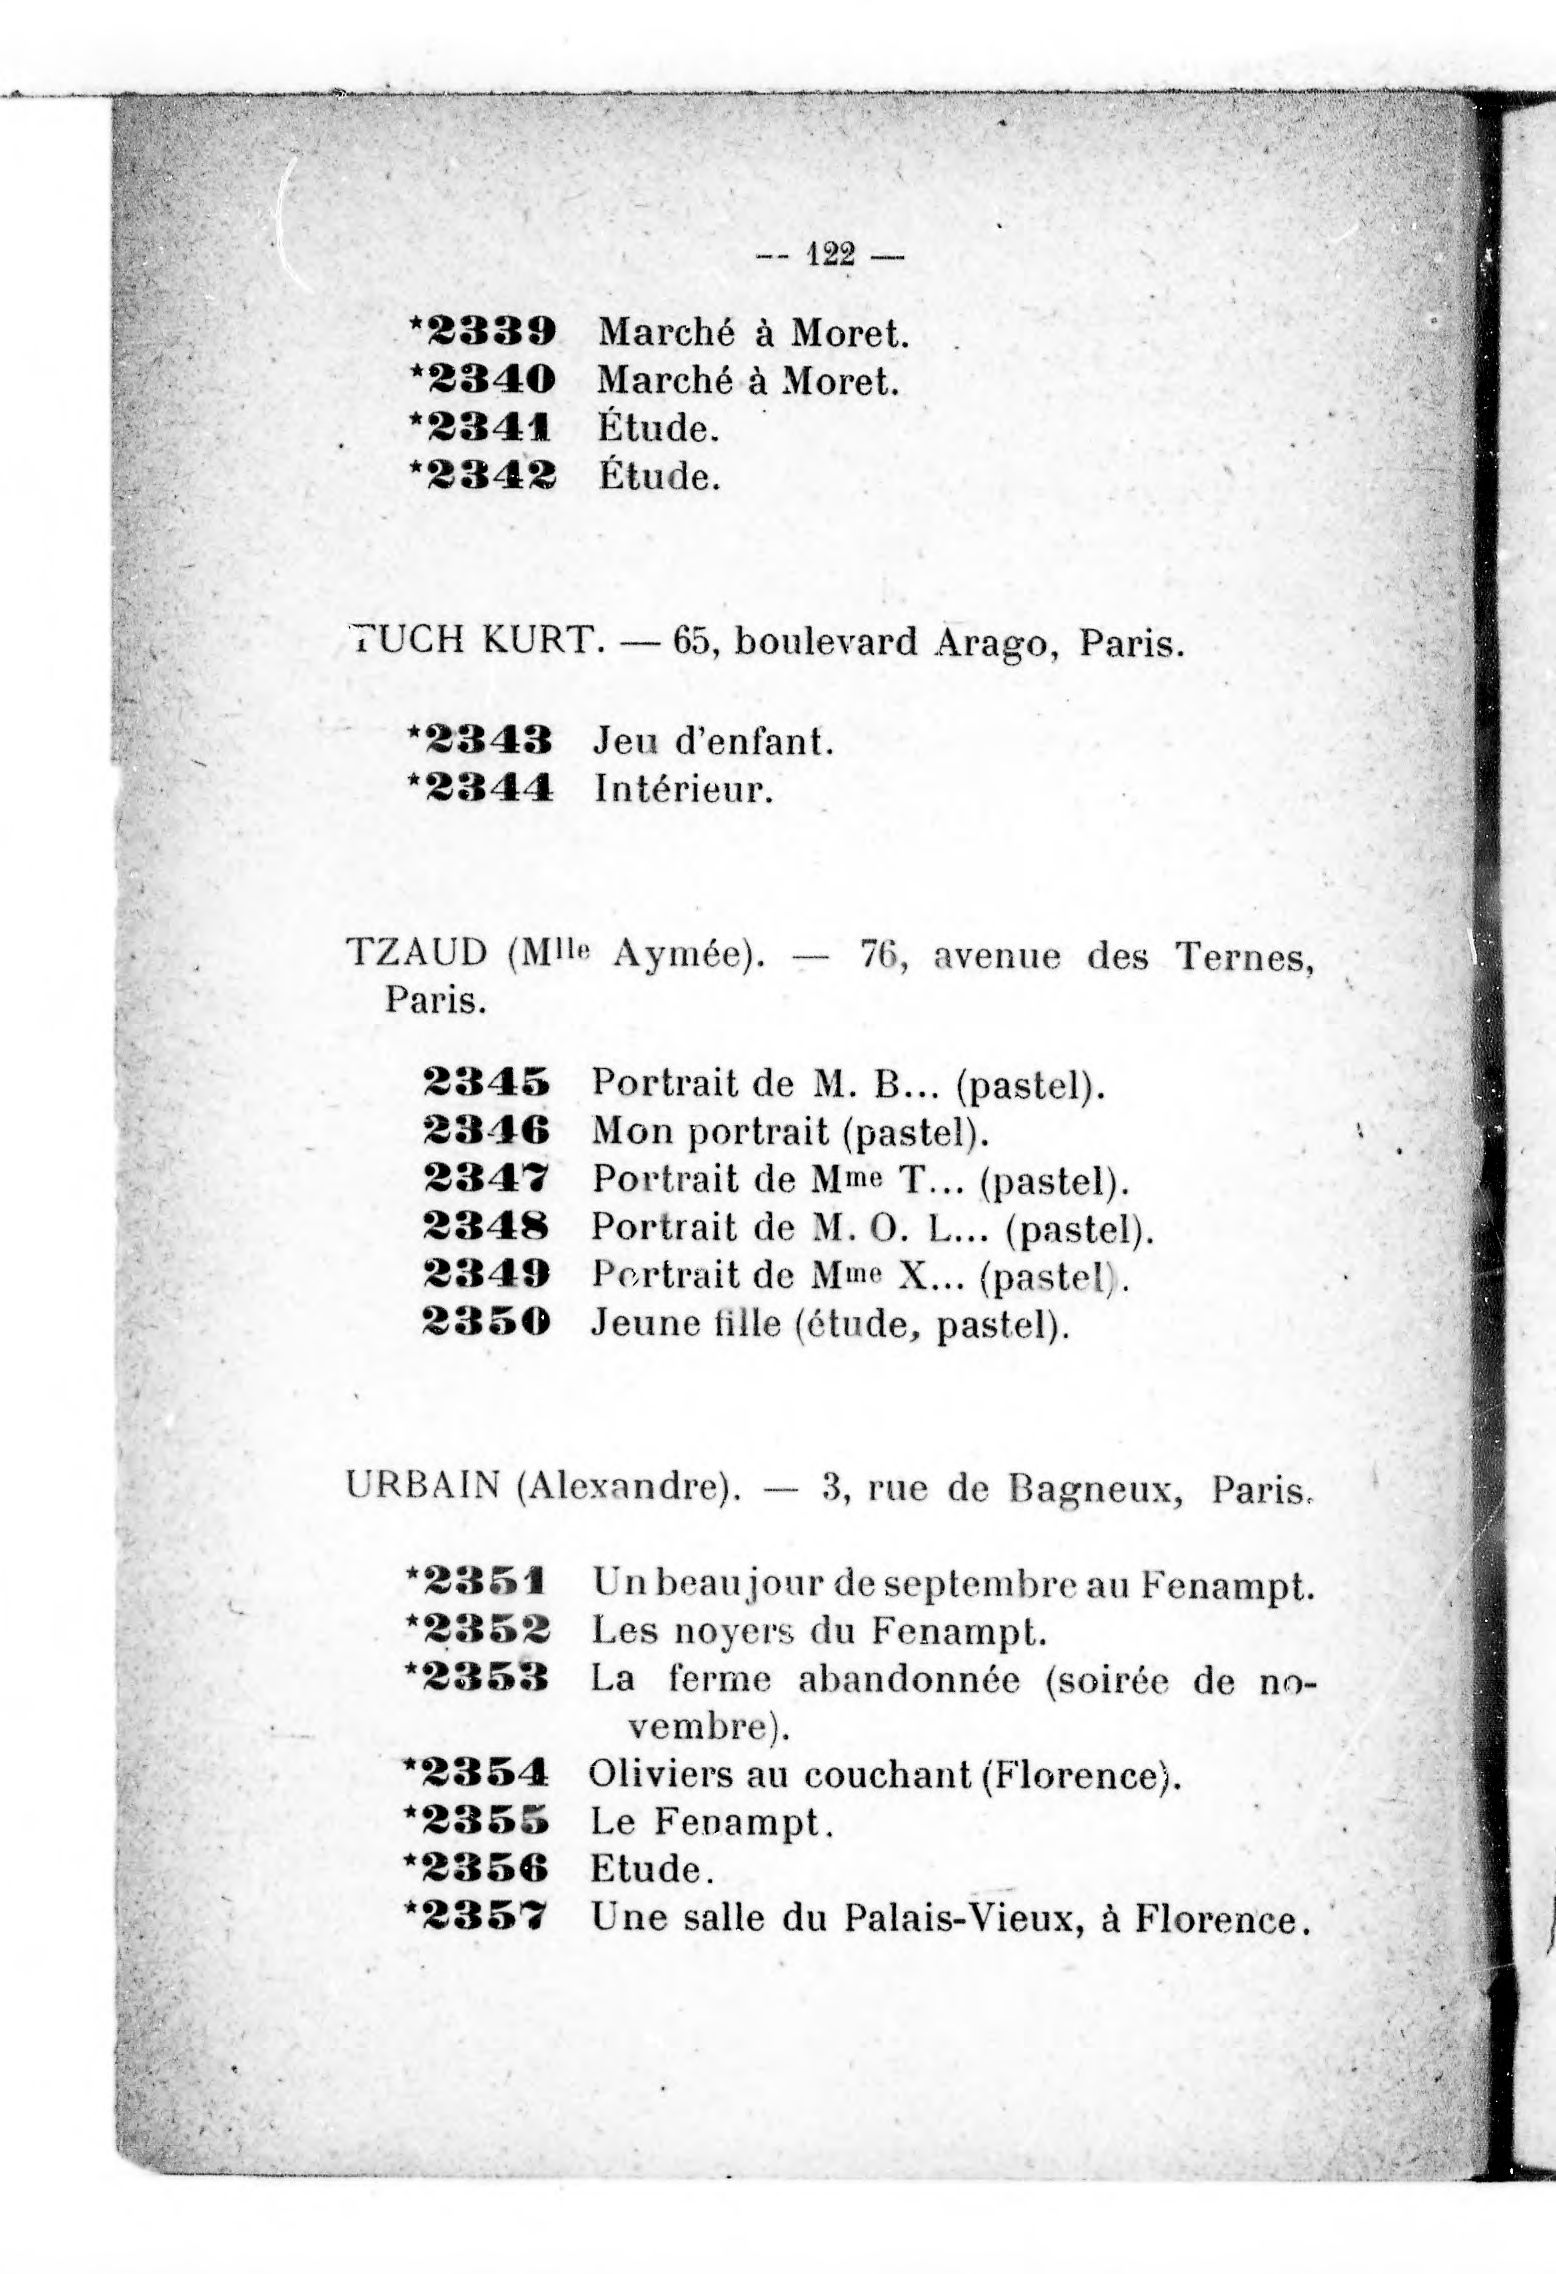 -- 122 —
*2339 Marché à Moret.
*2340 Marché à Moret.
*2341 Étude.
*2342 Étude.
TUCH KURT. — 65, boulevard Arago, Paris.
*2343 Jeu d'enfant.
*2344 Intérieur.
TZAUD (Mlle Aymée). — 76, avenue des Ternes,
Paris.
2345 Portrait de M. B... (pastel).
2346 Mon portrait (pastel).
2347 Portrait de Mme T... (pastel).
2348 Portrait de M. O. L... (pastel).
2349 Portrait de Mme X... (pastel).
2350 Jeune fille (étude, pastel).
URBAIN (Alexandre). — 3, rue de Bagneux, Paris.
*2351 Un beau jour de septembre au Fenampt.
*2352 Les noyers du Fenampt.
*2353 La ferme abandonnée (soirée de no-
vembre).
*2354 Oliviers au couchant (Florence).
*2355 Le Fenampt.
*2356 Etude.
*2357 Une salle du Palais-Vieux, à Florence.